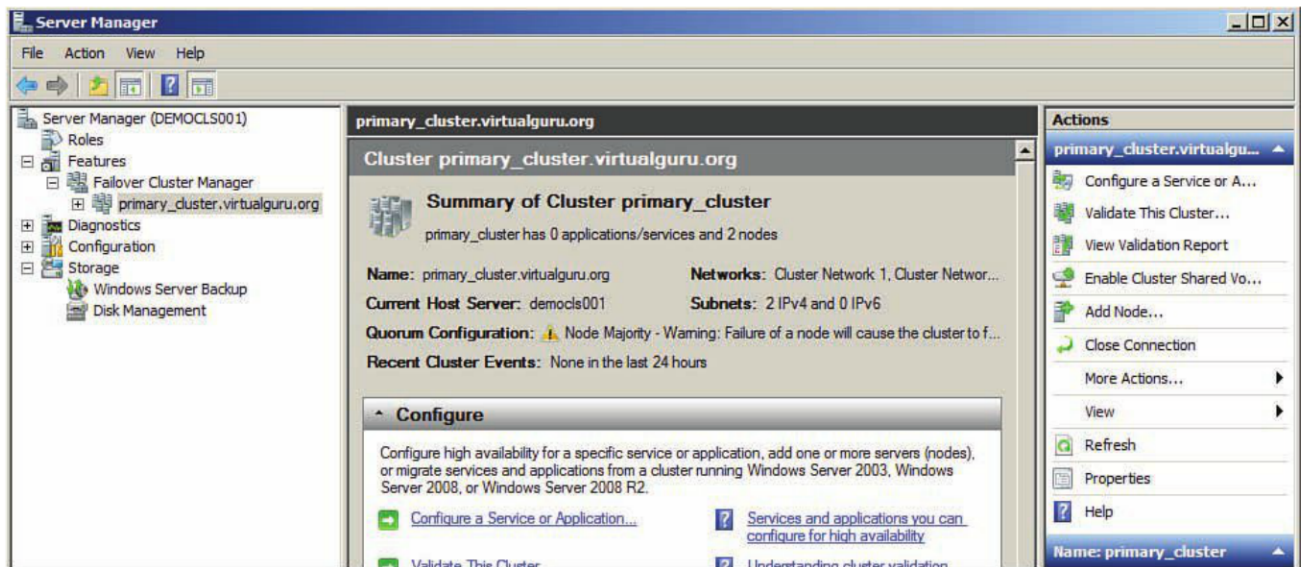 Server Manager
File Action View Help
Server Manager (DEMOCLS001)
Roles
Features
Failover Cluster Manager
primary_cluster.virtualguru.org
Diagnostics
Configuration
Storage
Windows Server Backup
Disk Management
primary_cluster.virtualguru.org
Cluster primary_cluster.virtualguru.org
Summary of Cluster primary_cluster
primary_cluster has 0 applications/services and 2 nodes
Name: primary_cluster.virtualguru.org Networks: Cluster Network 1, Cluster Networ...
Current Host Server: democls001 Subnets: 2 IPv4 and 0 IPv6
Quorum Configuration: Node Majority - Warning: Failure of a node will cause the cluster to f...
Recent Cluster Events: None in the last 24 hours
Configure
Configure high availability for a specific service or application, add one or more servers (nodes),
or migrate services and applications from a cluster running Windows Server 2003, Windows
Server 2008, or Windows Server 2008 R2.
Configure a Service or Application...
Services and applications you can
configure for high availability
Validate This Cluster...
Understanding cluster validation
Actions
primary_cluster.virtualgu...
Configure a Service or A...
Validate This Cluster...
View Validation Report
Enable Cluster Shared Vo...
Add Node...
Close Connection
More Actions...
View
Refresh
Properties
Help
Name: primary_cluster